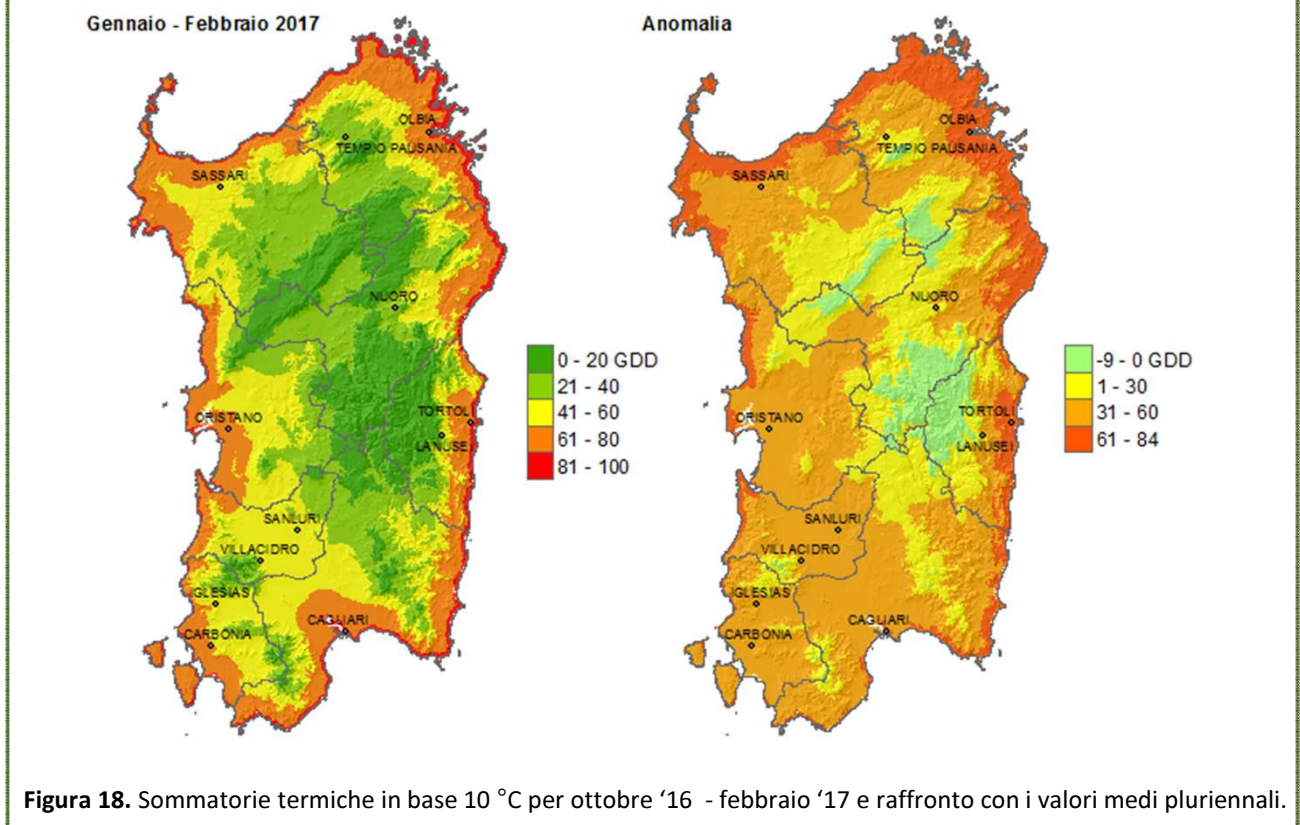 Gennaio - Febbraio 2017
OLBIA
TEMPIO PAUSANIA
SASSARI
NUORO
ORISTANO
TORTOLI
LANUSEI
SANLURI
VILLACIDRO
IGLESIAS
CARBONIA
CAGLIARI
0 - 20 GDD
21 - 40
41 - 60
61 - 80
81 - 100
Anomalia
OLBIA
TEMPIO PAUSANIA
SASSARI
NUORO
ORISTANO
TORTOLI
LANUSEI
SANLURI
VILLACIDRO
IGLESIAS
CARBONIA
CAGLIARI
-9 - 0 GDD
1 - 30
31 - 60
61 - 84
Figura 18. Sommatorie termiche in base 10 °C per ottobre ‘16 - febbraio ‘17 e raffronto con i valori medi pluriennali.